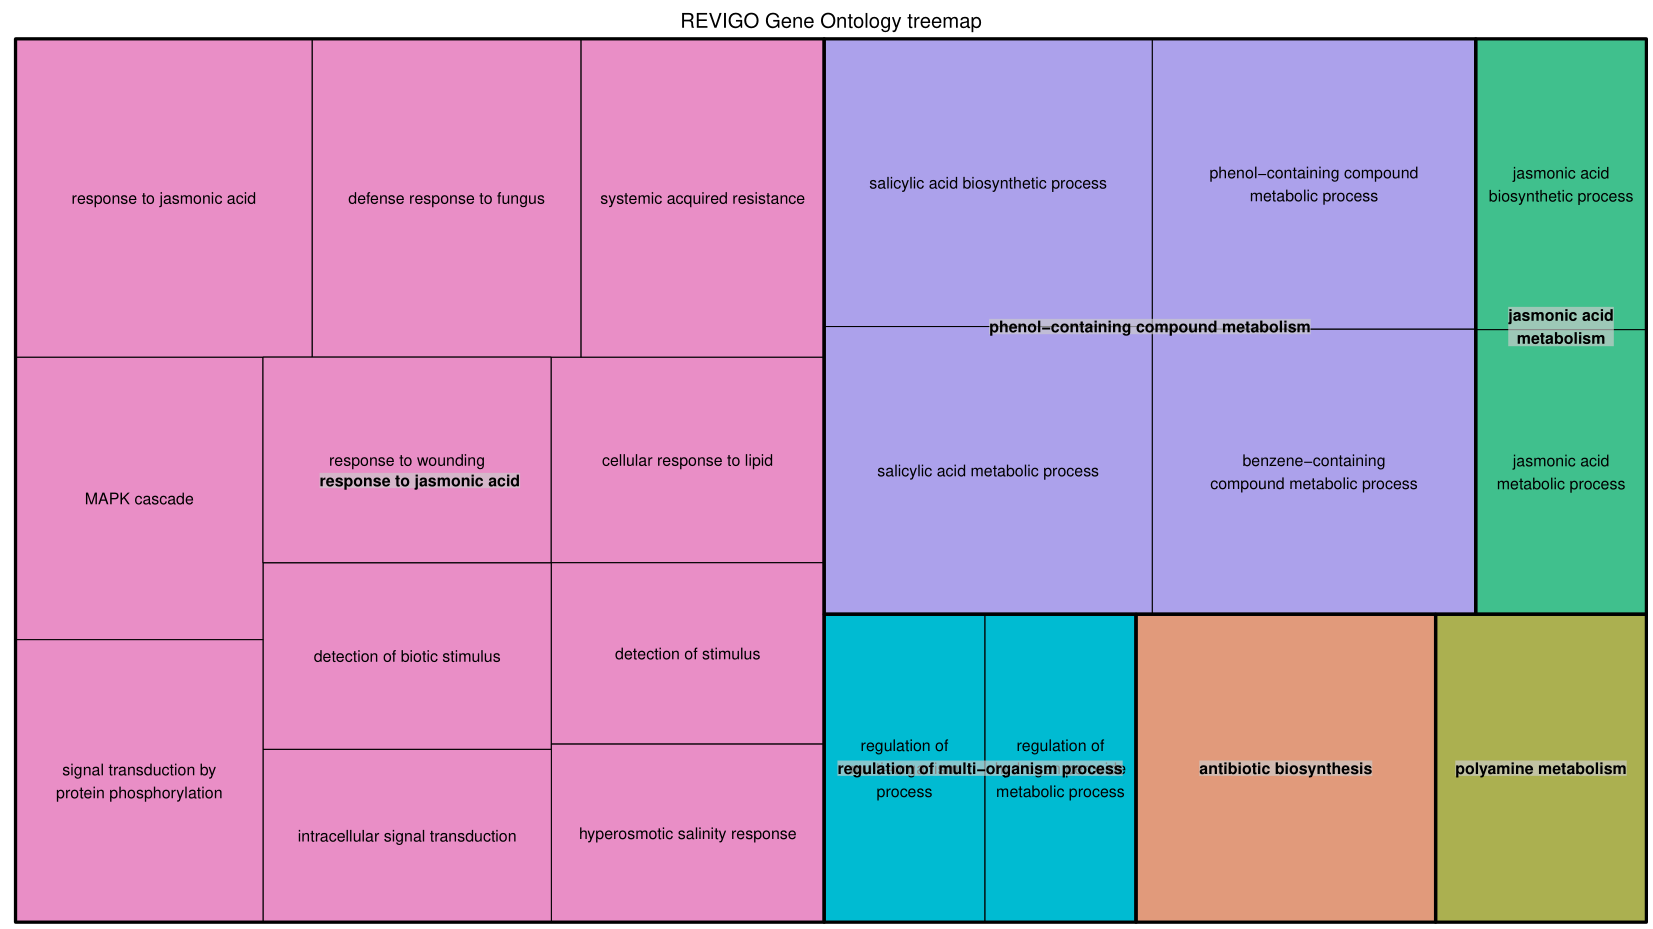 REVIGO Gene Ontology treemap
response to jasmonic acid
defense response to fungus
systemic acquired resistance
MAPK cascade
response to wounding
response to jasmonic acid
cellular response to lipid
signal transduction by
protein phosphorylation
detection of biotic stimulus
detection of stimulus
intracellular signal transduction
hyperosmotic salinity response
salicylic acid biosynthetic process
phenol−containing compound
metabolic process
phenol−containing compound metabolism
salicylic acid metabolic process
benzene−containing
compound metabolic process
jasmonic acid
biosynthetic process
jasmonic acid
metabolism
jasmonic acid
metabolic process
regulation of
process
regulation of
metabolic process
regulation of multi−organism process
antibiotic biosynthesis
polyamine metabolism